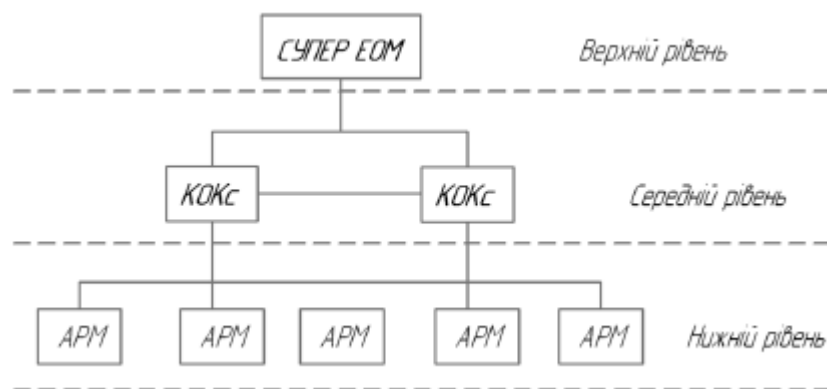 СУПЕР ЕОМ
Верхній рівень
КОКс
КОКс
Середній рівень
АРМ
АРМ
АРМ
АРМ
АРМ
Нижній рівень